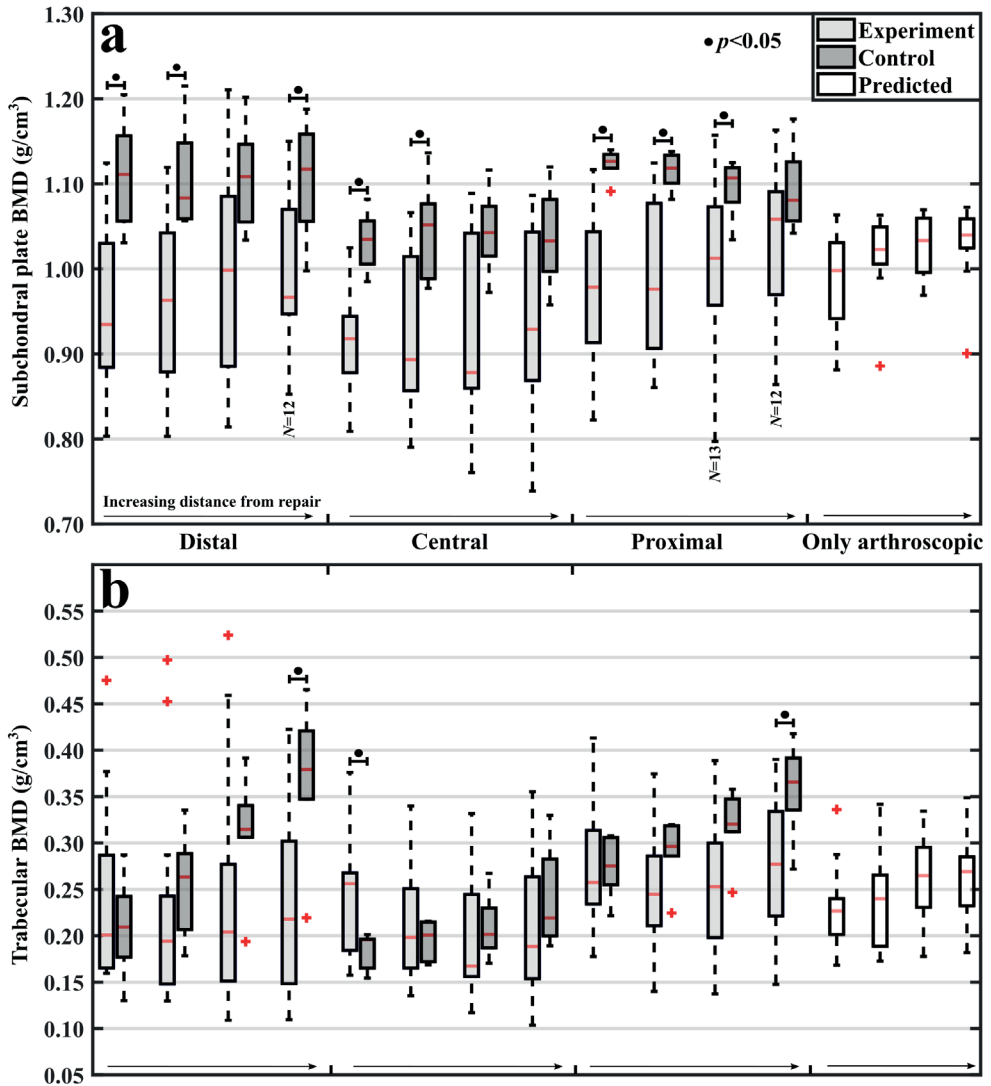 a
• p<0.05
Experiment
Control
Predicted
Subchondral plate BMD (g/cm³)
1.30
1.20
1.10
1.00
0.90
0.80
0.70
N=12
N=13
N=12
Increasing distance from repair
Distal
Central
Proximal
Only arthroscopic
b
Trabecular BMD (g/cm³)
0.55
0.50
0.45
0.40
0.35
0.30
0.25
0.20
0.15
0.10
0.05